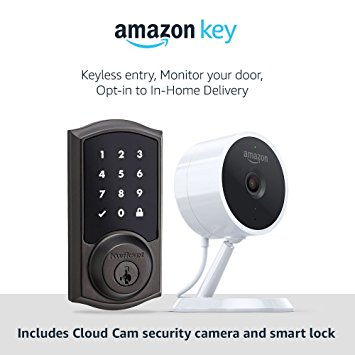 amazon key
Keyless entry, Monitor your door,
Opt-in to In-Home Delivery
1 2 3
4 5 6
7 8 9
0
Kwikset
amazon
Includes Cloud Cam security camera and smart lock